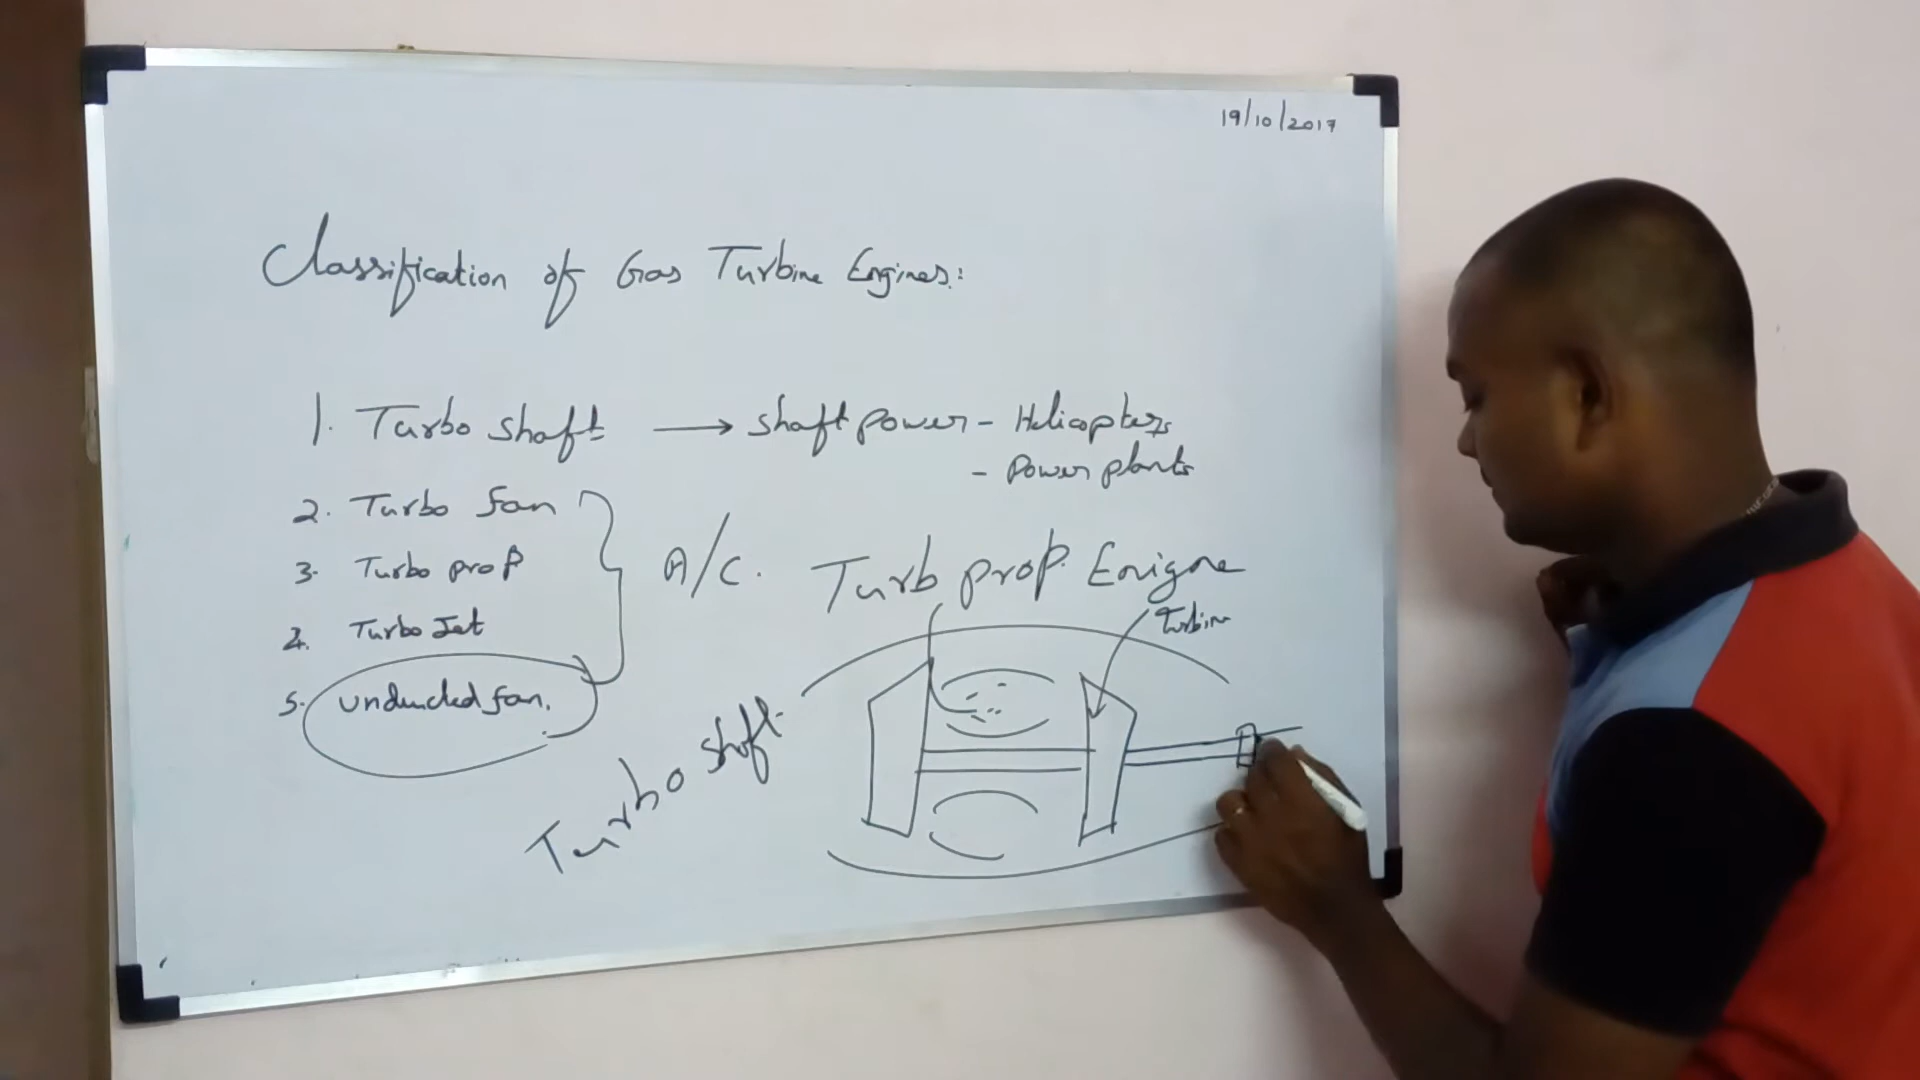 19/10/2017
Classification of Gas Turbine Engines:
1. Turbo shaft → shaft power - Helicopters
- Power plants
2. Turbo fan
3. Turbo prop
A/C.
Turb prop. Enigne
4. Turbo Jet
Turbine
5. unducted fan.
Turbo shaft.